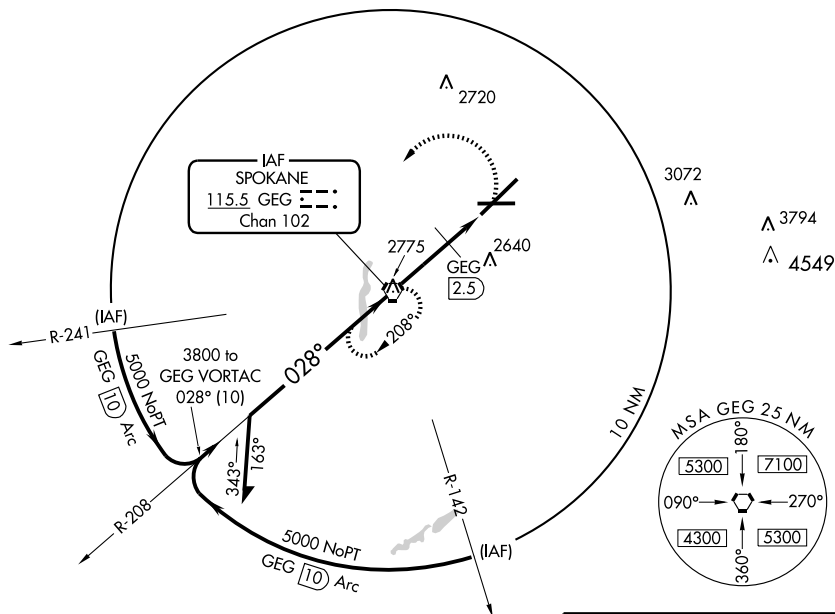 2720
IAF
SPOKANE
115.5 GEG
Chan 102
3072
3794
4549
2775
2640
GEG
2.5
(IAF)
R-241
208°
5000 NoPT
GEG 10 Arc
3800 to
GEG VORTAC
028° (10)
028°
10 NM
343°
163°
R-208
R-142
5000 NoPT
GEG 10 Arc
(IAF)
MSA GEG 25 NM
180°
5300
7100
090°
270°
4300
5300
360°